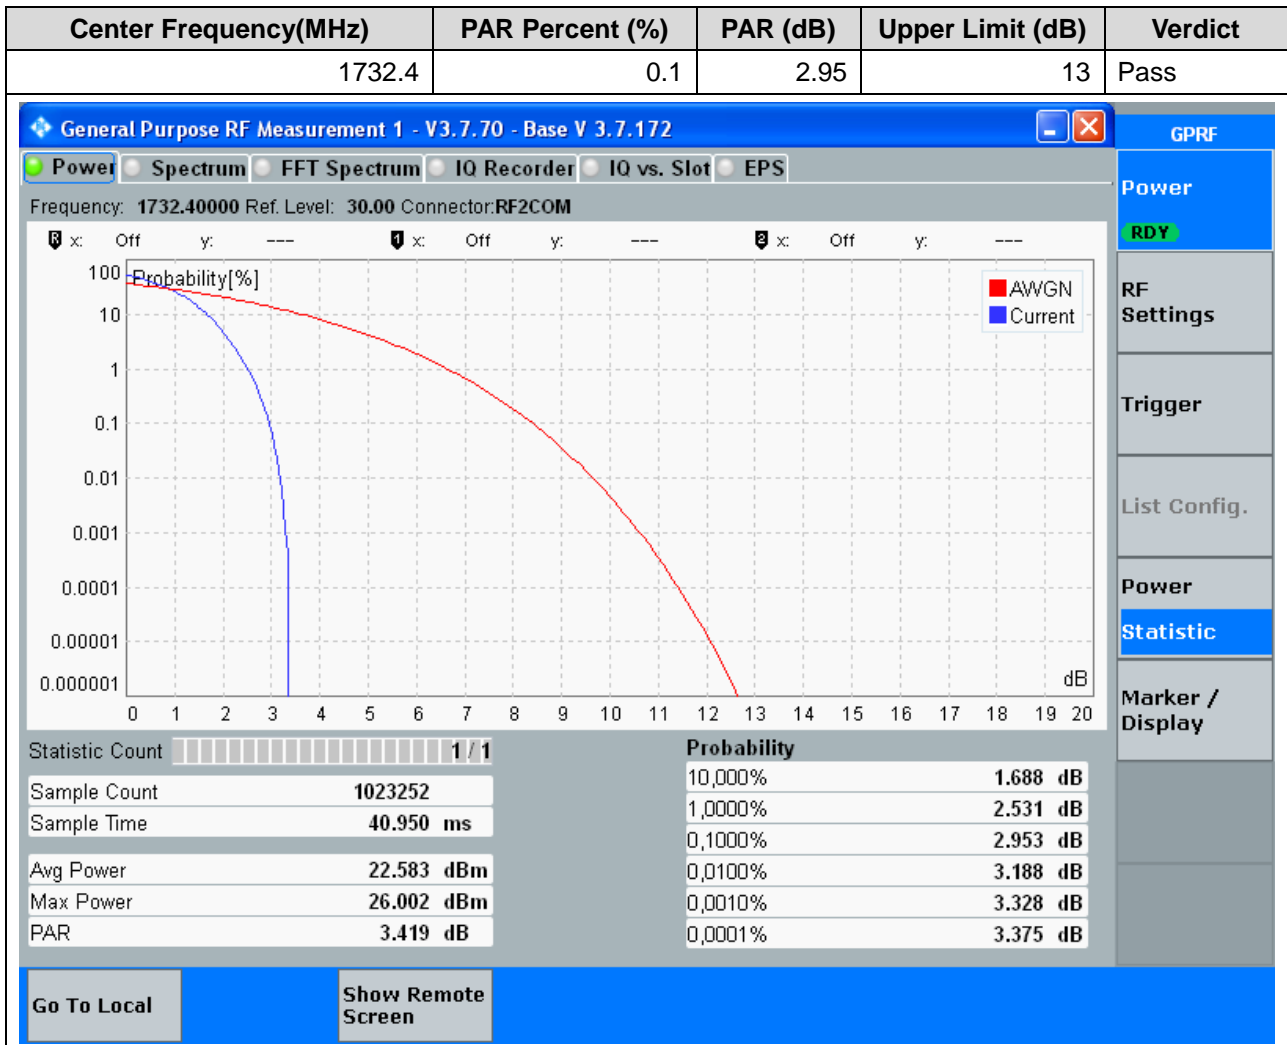 Center Frequency(MHz) PAR Percent (%) PAR (dB) Upper Limit (dB) Verdict
1732.4 0.1 2.95 13 Pass
General Purpose RF Measurement 1 - V3.7.70 - Base V 3.7.172
GPRF
Power Spectrum FFT Spectrum IQ Recorder IQ vs. Slot EPS
Power
RDY
Frequency: 1732.40000 Ref. Level: 30.00 Connector:RF2COM
R x: Off y: --- 1 x: Off y: --- 2 x: Off y: ---
Probability[%]
AWGN
Current
100
10
1
0.1
0.01
0.001
0.0001
0.00001
0.000001
dB
0 1 2 3 4 5 6 7 8 9 10 11 12 13 14 15 16 17 18 19 20
RF
Settings
Trigger
List Config.
Power
Statistic
Marker /
Display
Statistic Count 1 / 1
Sample Count 1023252
Sample Time 40.950 ms
Avg Power 22.583 dBm
Max Power 26.002 dBm
PAR 3.419 dB
Probability
10,000% 1.688 dB
1,0000% 2.531 dB
0,1000% 2.953 dB
0,0100% 3.188 dB
0,0010% 3.328 dB
0,0001% 3.375 dB
Go To Local
Show Remote
Screen